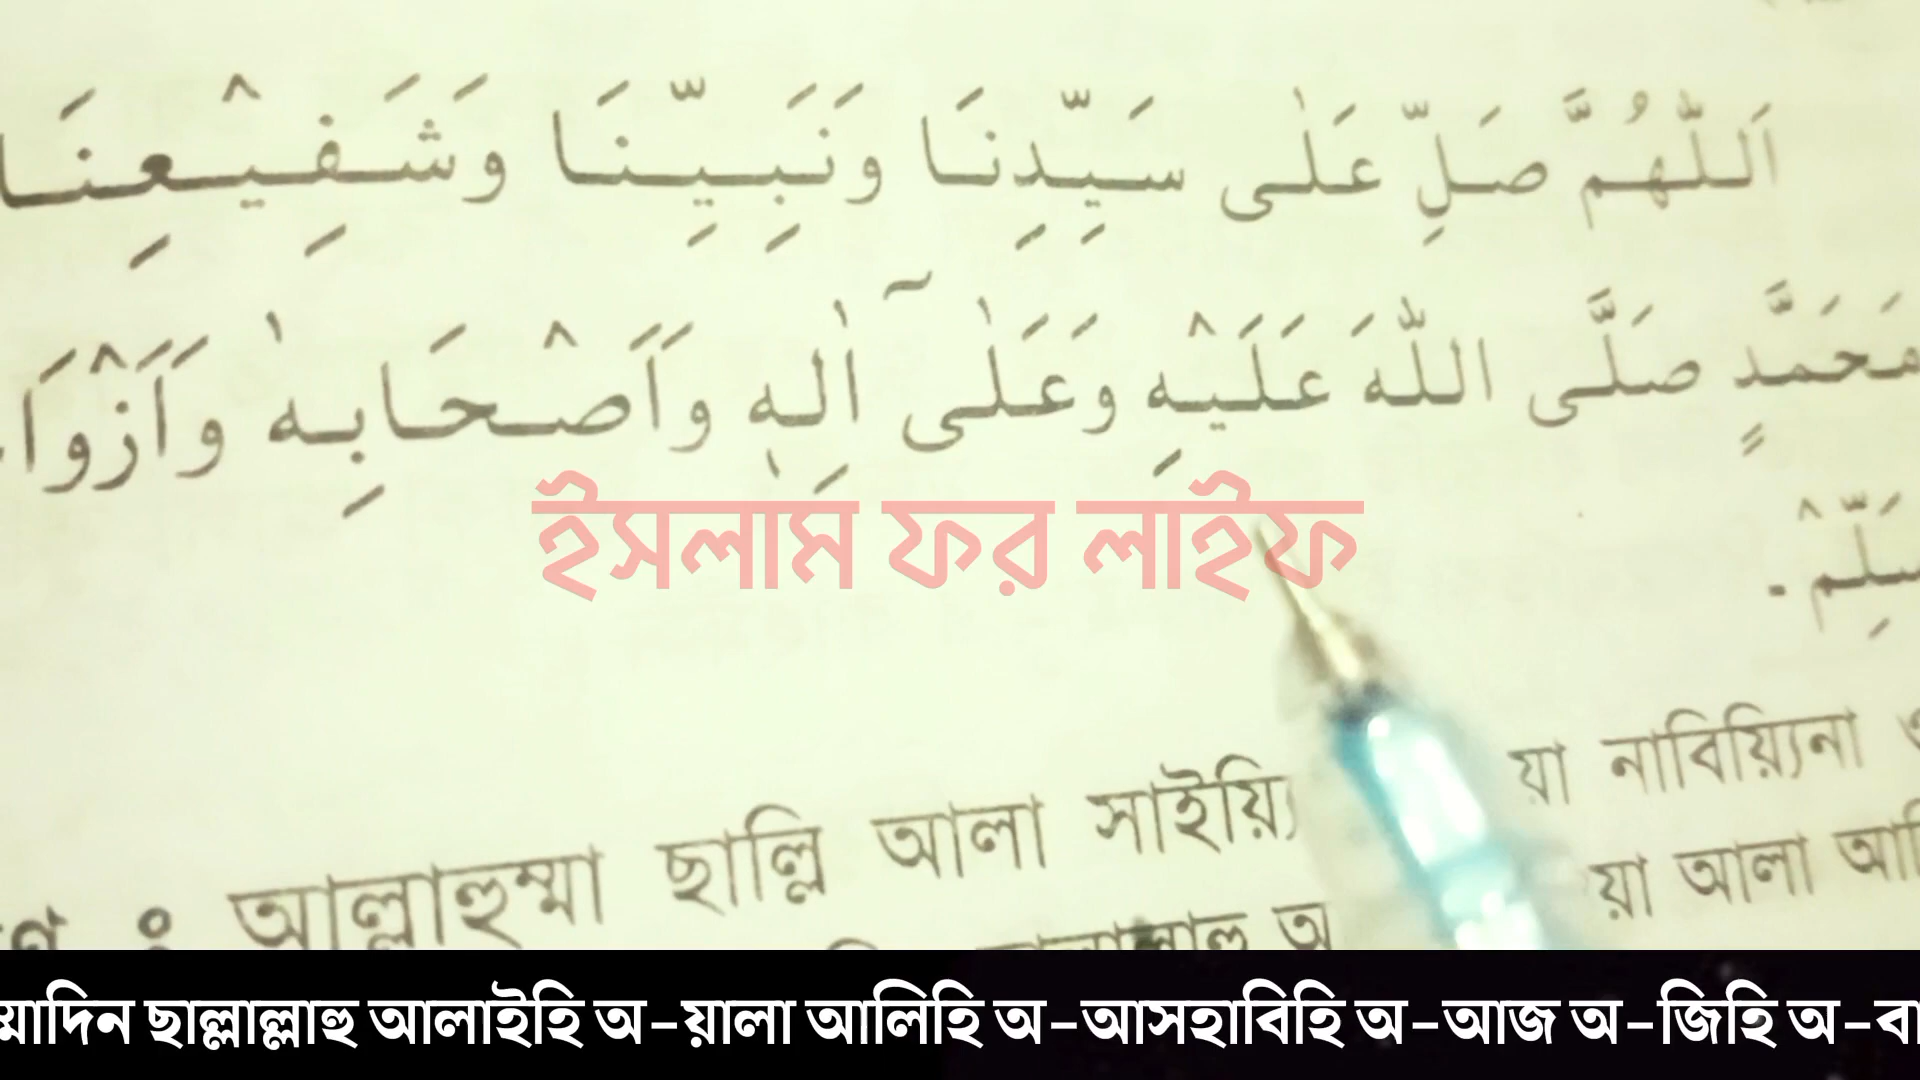 اَللّٰهُمَّ صَلِّ عَلٰى سَيِّدِنَا وَنَبِيِّنَا وَشَفِيْعِنَا
مُحَمَّدٍ صَلَّى اللّٰهَ عَلَيْهِ وَعَلٰٓى اٰلِهٖ وَاَصْحَابِهٖ وَاَزْوَا
سَلِّمْ .
ইসলাম ফর লাইফ
ণ ঃ আল্লাহুম্মা ছাল্লি আলা সাইয়ি য়া নাবিয়্যিনা
য়া আলা আ
ম্মাদিন ছাল্লাল্লাহু আলাইহি অ-য়ালা আলিহি অ-আসহাবিহি অ-আজ অ-জিহি অ-বা